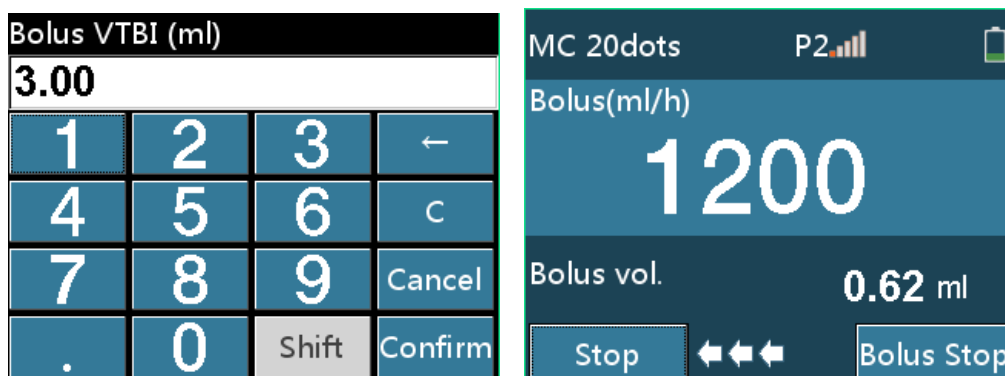 Bolus VTBI (ml)
3.00
1 2 3 ←
4 5 6 C
7 8 9 Cancel
. 0 Shift Confirm
MC 20dots P2
Bolus(ml/h)
1200
Bolus vol. 0.62 ml
Stop Bolus Stop